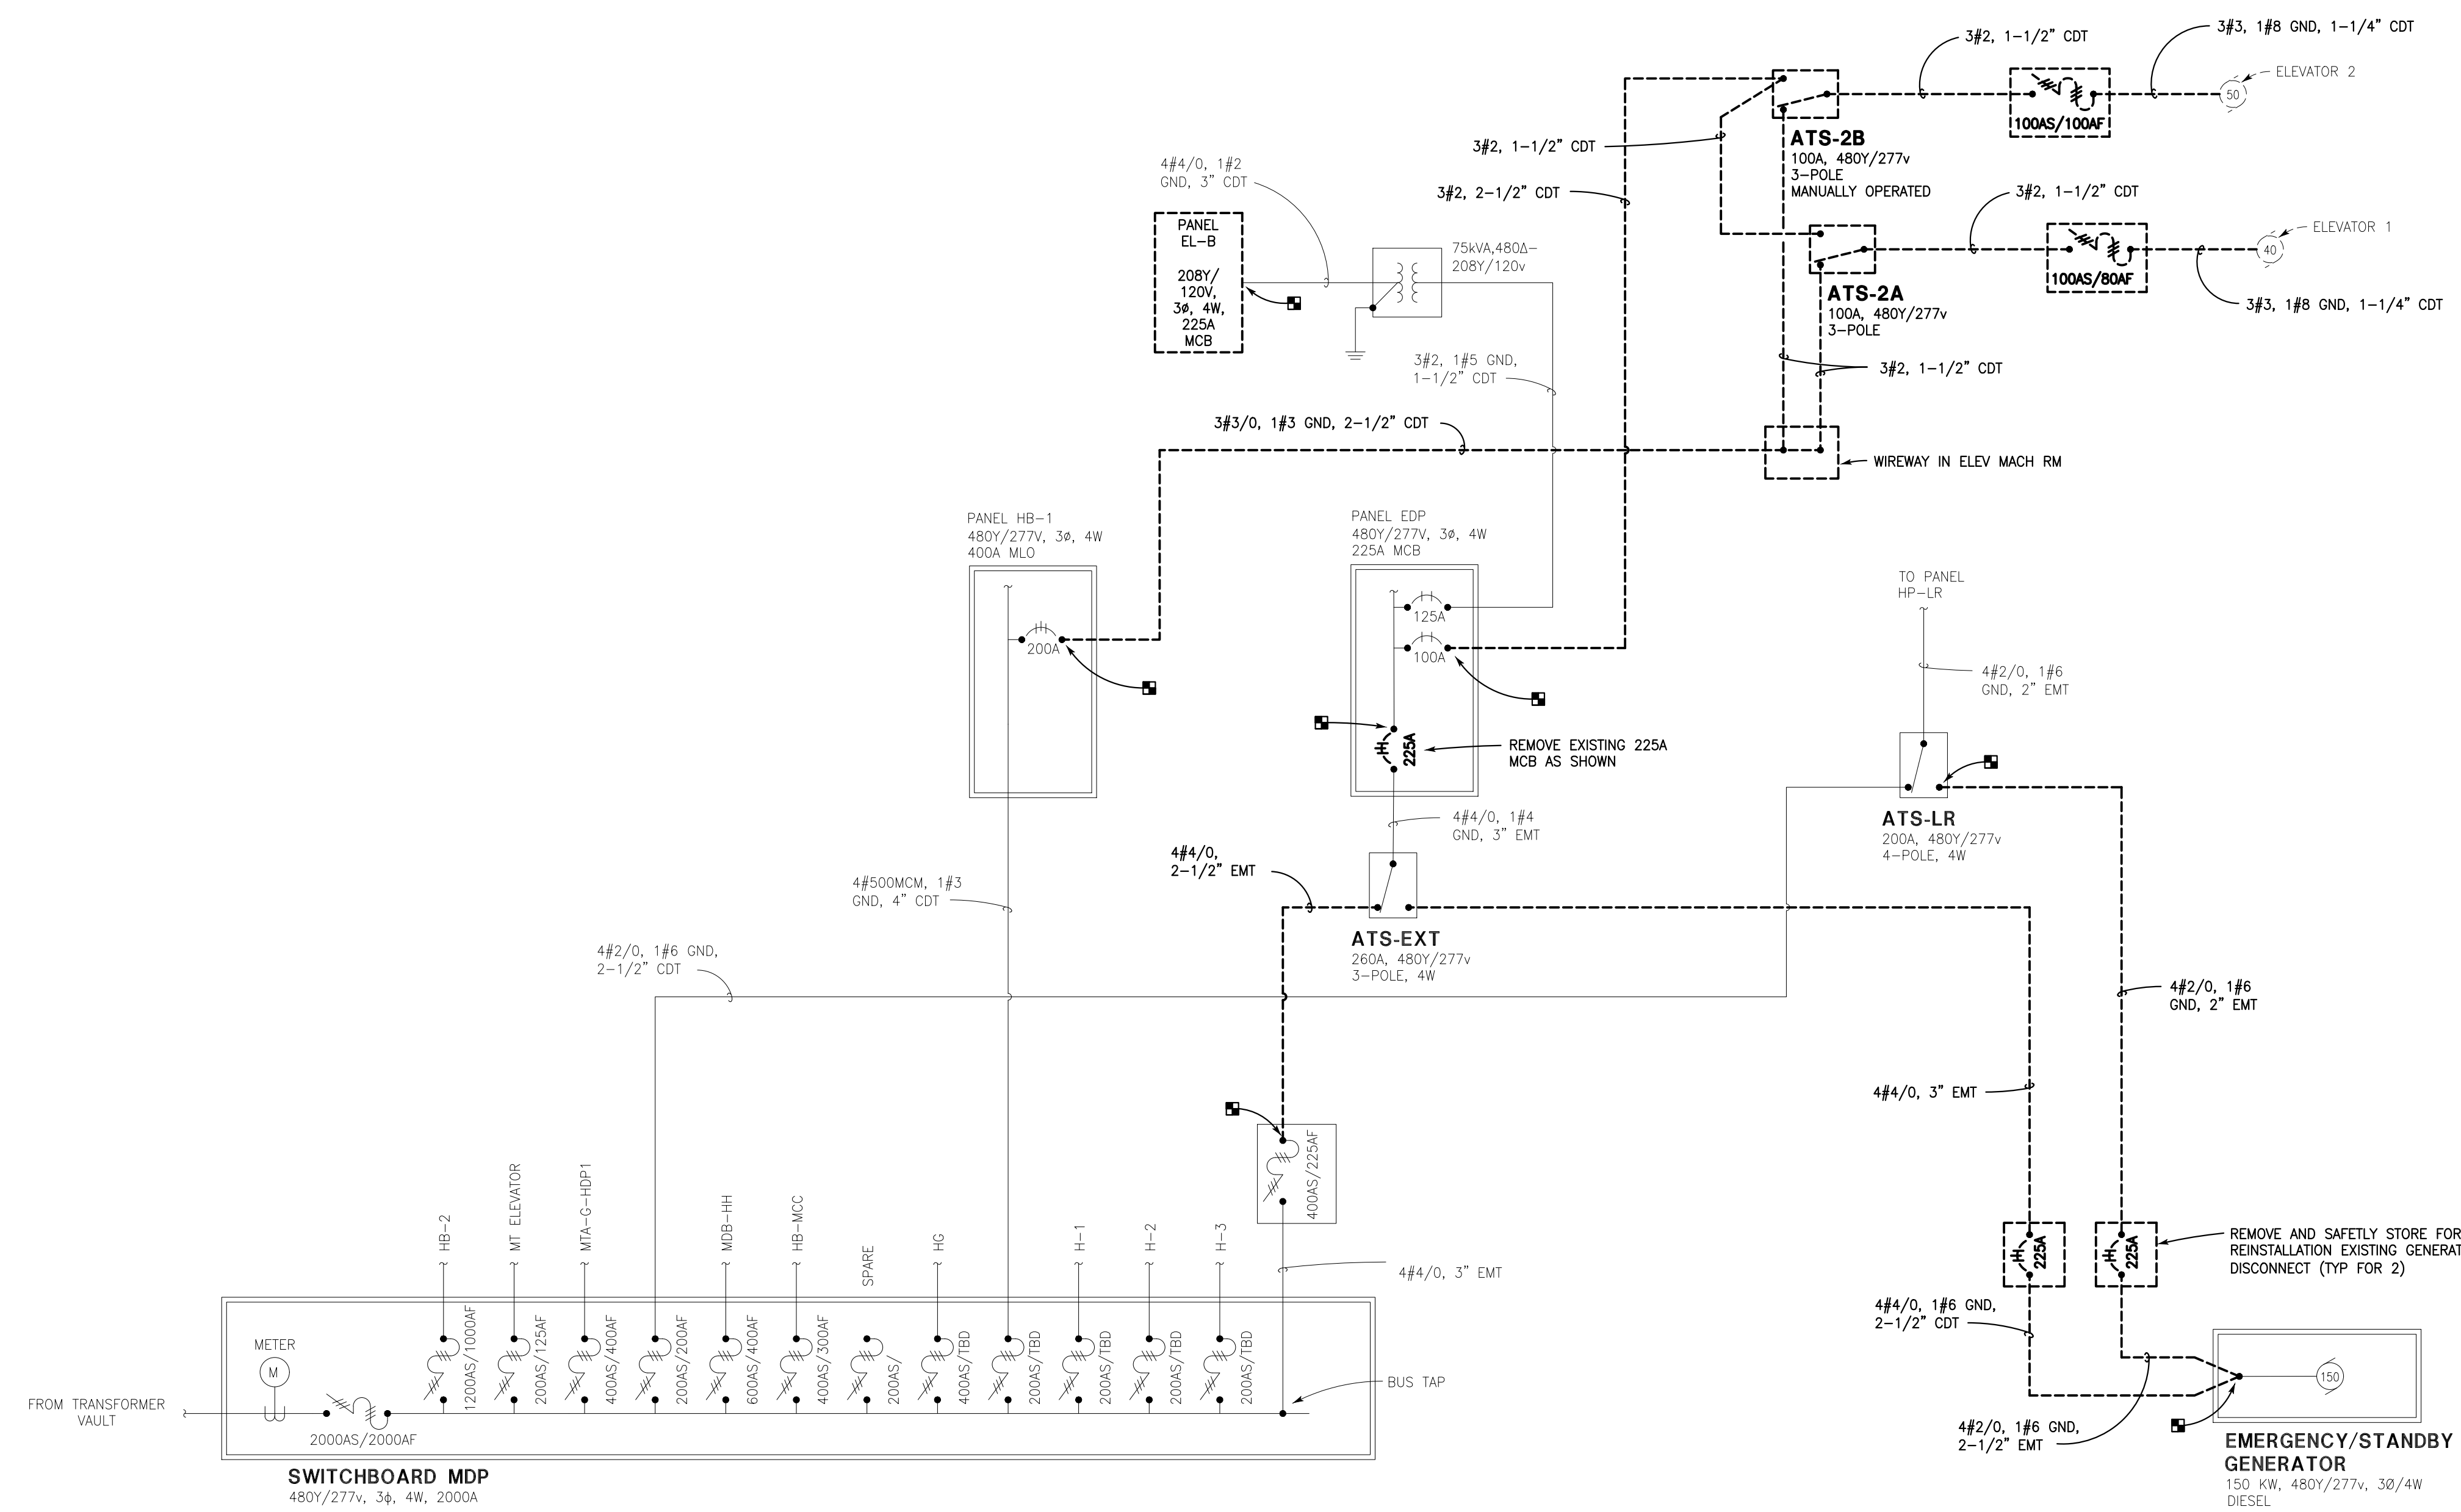 3#2, 1-1/2" CDT
3#3, 1#8 GND, 1-1/4" CDT
ELEVATOR 2
50
100AS/100AF
3#2, 1-1/2" CDT
ATS-2B
100A, 480Y/277v
3-POLE
MANUALLY OPERATED
3#2, 2-1/2" CDT
3#2, 1-1/2" CDT
ELEVATOR 1
40
100AS/80AF
3#3, 1#8 GND, 1-1/4" CDT
ATS-2A
100A, 480Y/277v
3-POLE
4#4/0, 1#2
GND, 3" CDT
PANEL
EL-B
208Y/
120V,
3ø, 4W,
225A
MCB
75kVA,480Δ-
208Y/120v
3#2, 1#5 GND,
1-1/2" CDT
3#2, 1-1/2" CDT
3#3/0, 1#3 GND, 2-1/2" CDT
WIREWAY IN ELEV MACH RM
PANEL HB-1
480Y/277V, 3ø, 4W
400A MLO
200A
PANEL EDP
480Y/277V, 3ø, 4W
225A MCB
125A
100A
225A
REMOVE EXISTING 225A
MCB AS SHOWN
TO PANEL
HP-LR
4#2/0, 1#6
GND, 2" EMT
ATS-LR
200A, 480Y/277v
4-POLE, 4W
4#4/0, 1#4
GND, 3" EMT
4#4/0,
2-1/2" EMT
4#500MCM, 1#3
GND, 4" CDT
ATS-EXT
260A, 480Y/277v
3-POLE, 4W
4#2/0, 1#6 GND,
2-1/2" CDT
4#2/0, 1#6
GND, 2" EMT
4#4/0, 3" EMT
400AS/225AF
4#4/0, 3" EMT
225A
225A
REMOVE AND SAFETLY STORE FOR
REINSTALLATION EXISTING GENERAT
DISCONNECT (TYP FOR 2)
4#4/0, 1#6 GND,
2-1/2" CDT
4#2/0, 1#6 GND,
2-1/2" EMT
150
EMERGENCY/STANDBY
GENERATOR
150 KW, 480Y/277v, 3Ø/4W
DIESEL
HB-2
MT ELEVATOR
MTA-G-HDP1
MDB-HH
HB-MCC
SPARE
HG
H-1
H-2
H-3
METER
M
1200AS/1000AF
200AS/125AF
400AS/400AF
200AS/200AF
600AS/400AF
400AS/300AF
200AS/
400AS/TBD
200AS/TBD
200AS/TBD
200AS/TBD
200AS/TBD
BUS TAP
FROM TRANSFORMER
VAULT
2000AS/2000AF
SWITCHBOARD MDP
480Y/277v, 3ϕ, 4W, 2000A